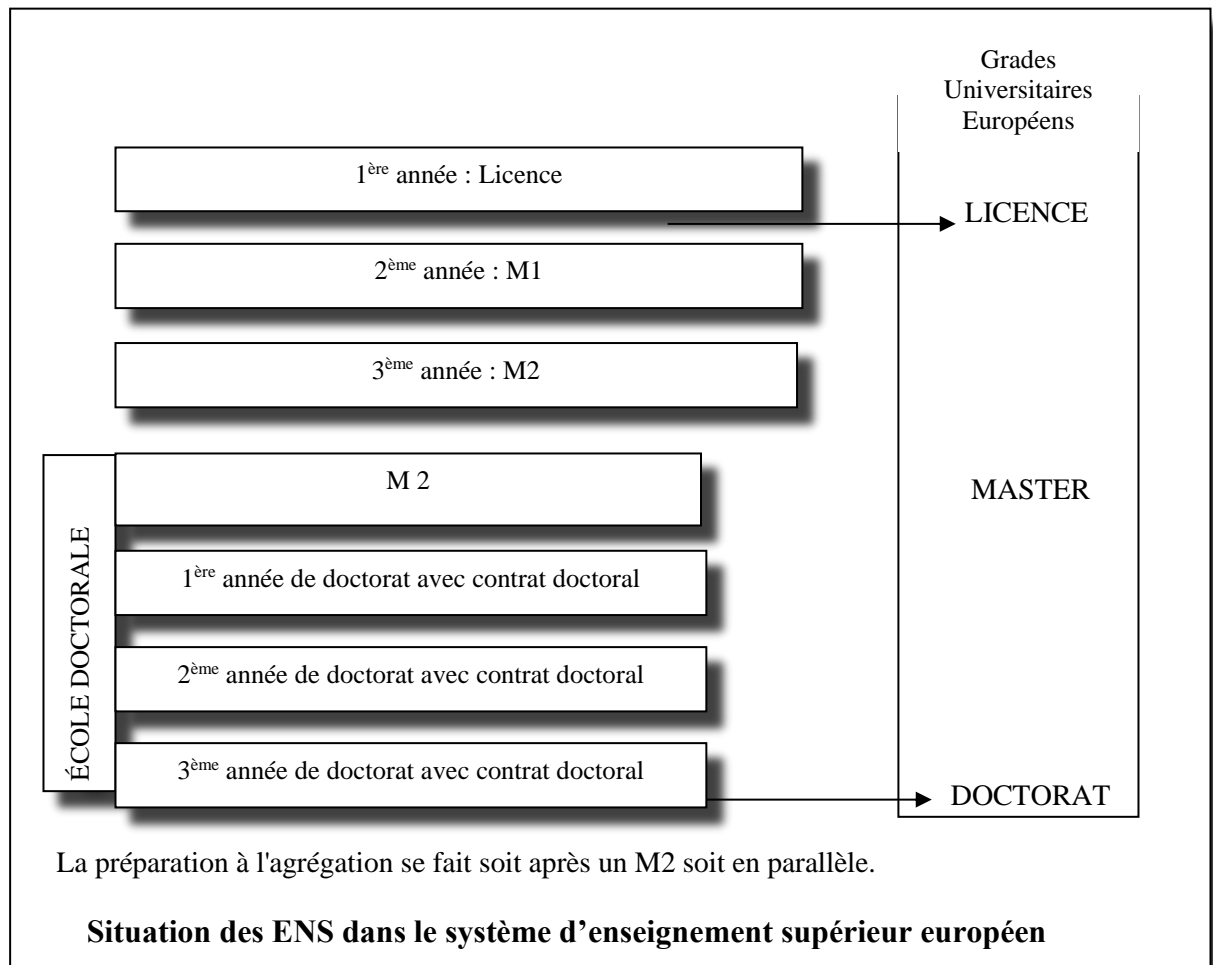 Grades
Universitaires
Européens
1ère année : Licence
LICENCE
2ème année : M1
3ème année : M2
M 2
MASTER
ÉCOLE DOCTORALE
1ère année de doctorat avec contrat doctoral
2ème année de doctorat avec contrat doctoral
3ème année de doctorat avec contrat doctoral
DOCTORAT
La préparation à l'agrégation se fait soit après un M2 soit en parallèle.
Situation des ENS dans le système d’enseignement supérieur européen